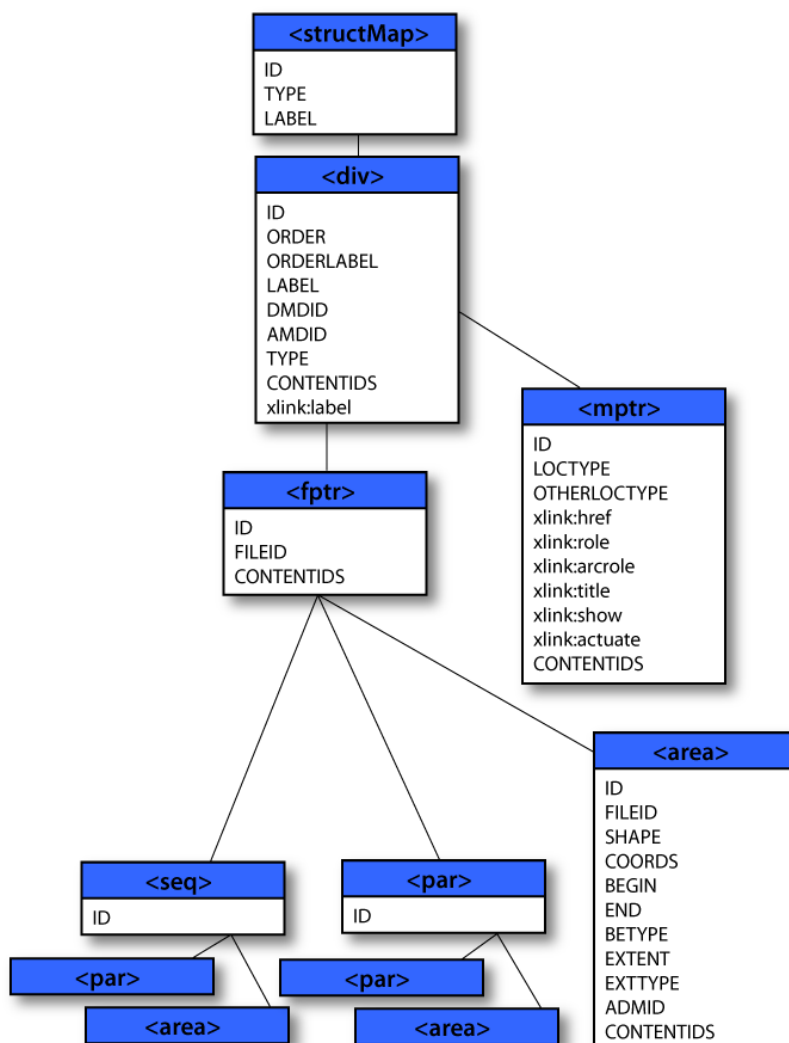 <structMap>
ID
TYPE
LABEL
<div>
ID
ORDER
ORDERLABEL
LABEL
DMDID
AMDID
TYPE
CONTENTIDS
xlink:label
<mptr>
ID
LOCTYPE
OTHERLOCTYPE
xlink:href
xlink:role
xlink:arcrole
xlink:title
xlink:show
xlink:actuate
CONTENTIDS
<fptr>
ID
FILEID
CONTENTIDS
<seq>
ID
<par>
<area>
<par>
ID
<par>
<area>
<area>
ID
FILEID
SHAPE
COORDS
BEGIN
END
BETYPE
EXTENT
EXTTYPE
ADMID
CONTENTIDS